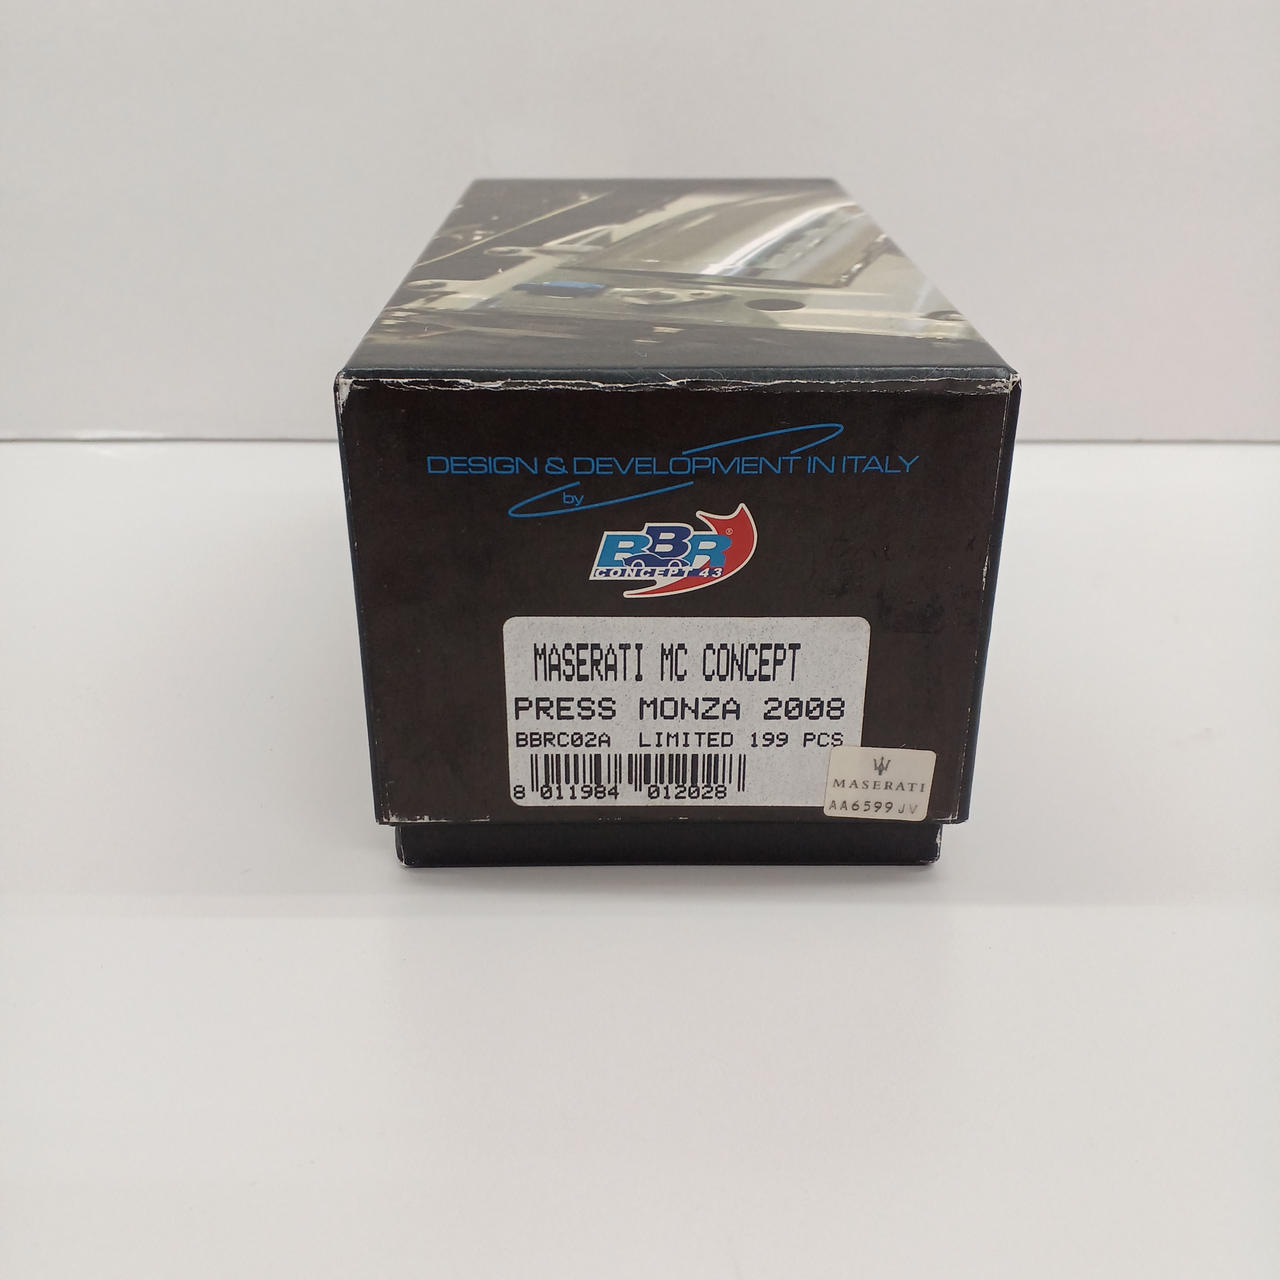 DESIGN & DEVELOPMENT IN ITALY
by
BBR®
CONCEPT 43
MASERATI MC CONCEPT
PRESS MONZA 2008
BBRC02A LIMITED 199 PCS
8 011984 012028
MASERATI
AA6599JV